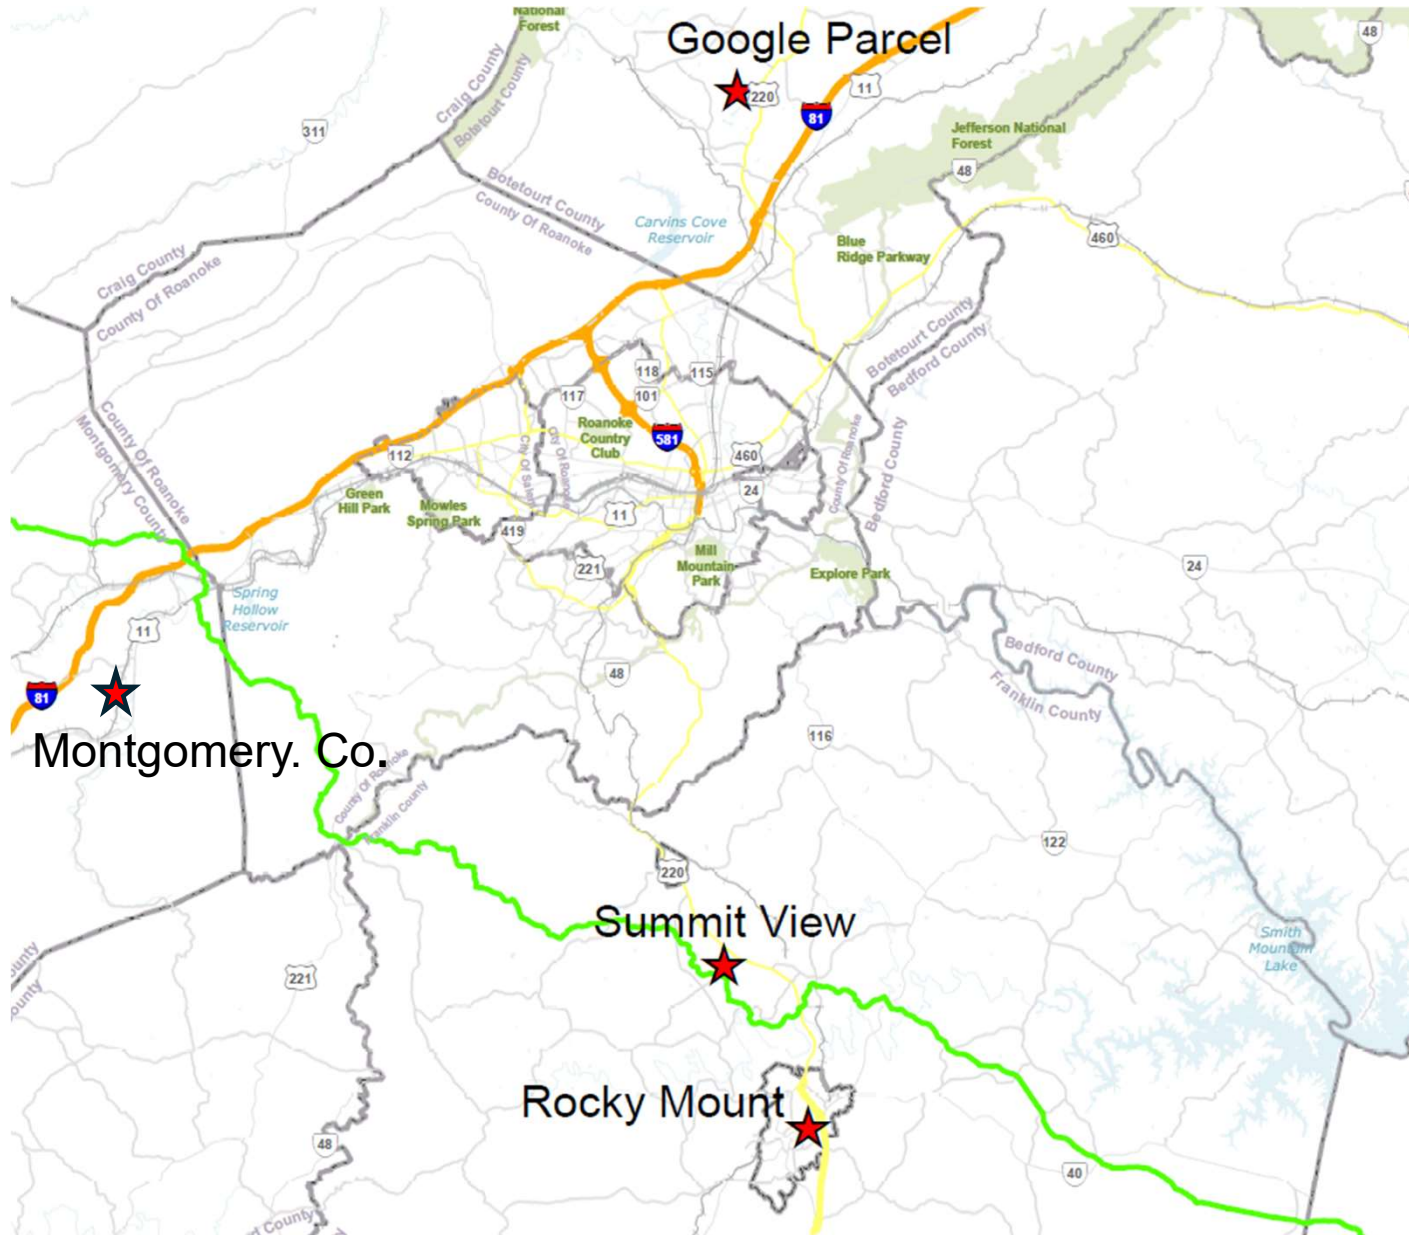 National
Forest
Google Parcel
48
Craig County
Botetourt County
220
11
81
311
Jefferson National
Forest
48
Botetourt County
County Of Roanoke
Carvins Cove
Reservoir
Blue
Ridge Parkway
460
Craig County
County Of Roanoke
Botetourt County
Bedford County
118
115
117
101
Roanoke
Country
Club
581
County Of Roanoke
Montgomery County
112
City Of Salem
City Of Roanoke
460
County Of Roanoke
Bedford County
Green
Hill Park
Mowles
Spring Park
24
11
419
Mill
Mountain
Park
221
Explore Park
24
Spring
Hollow
Reservoir
11
Bedford County
Franklin County
48
81
116
Montgomery. Co.
County Of Roanoke
Franklin County
122
220
Summit View
Smith
Mountain
Lake
221
ounty
ounty
Rocky Mount
48
40
d County